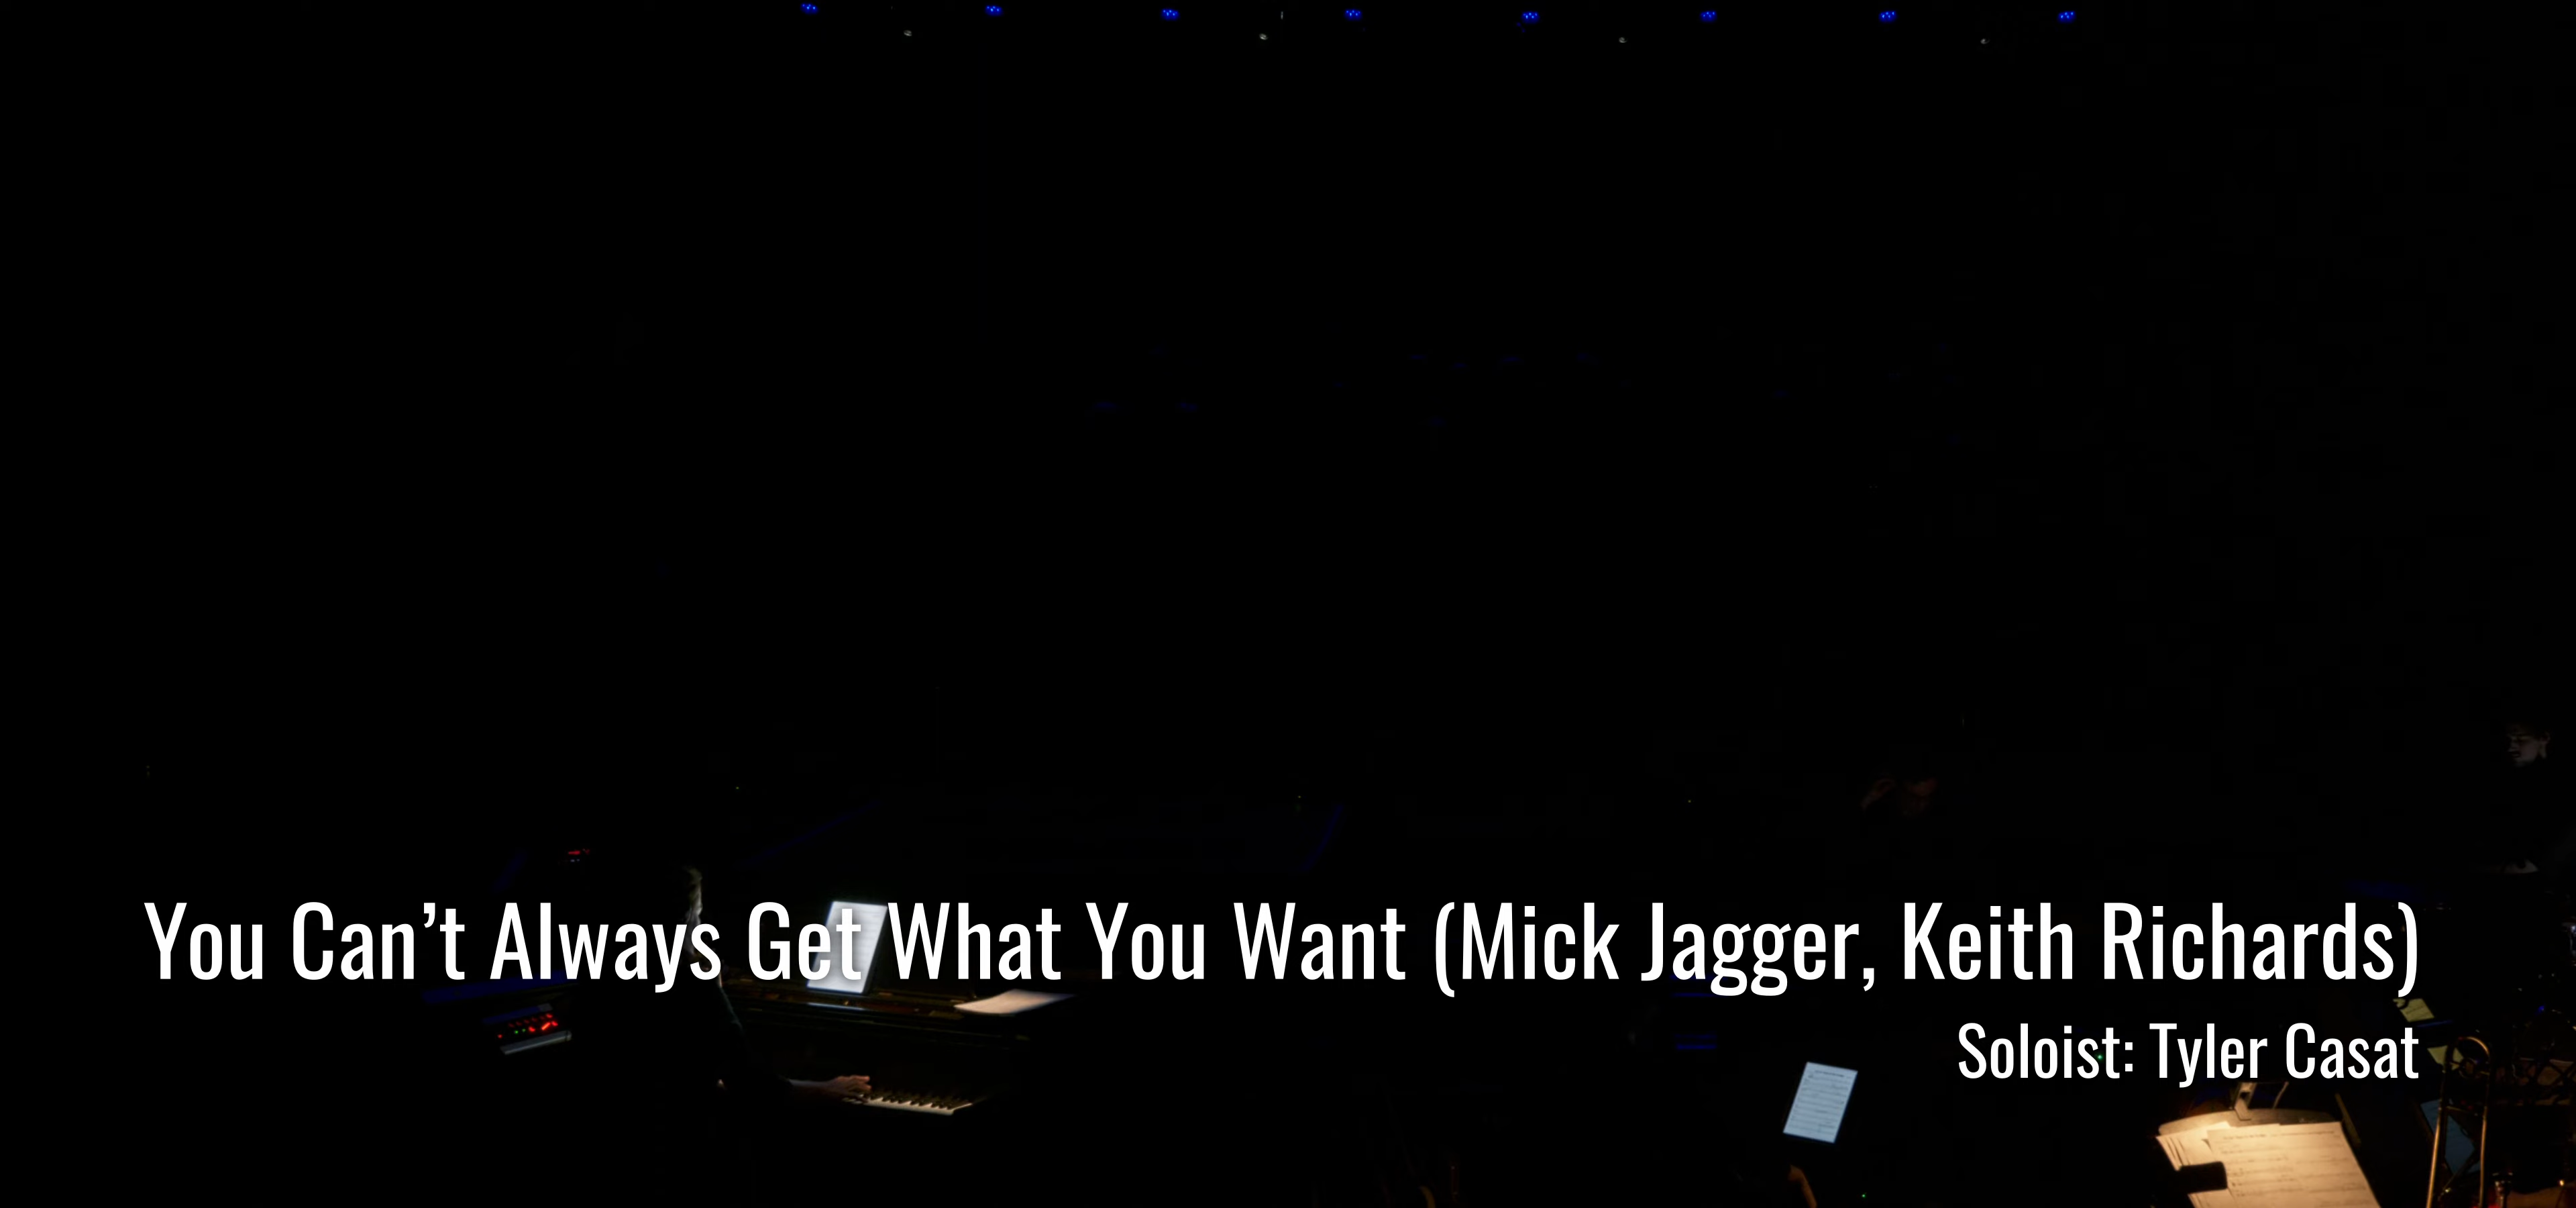 You Can’t Always Get What You Want (Mick Jagger, Keith Richards)
Soloist: Tyler Casat